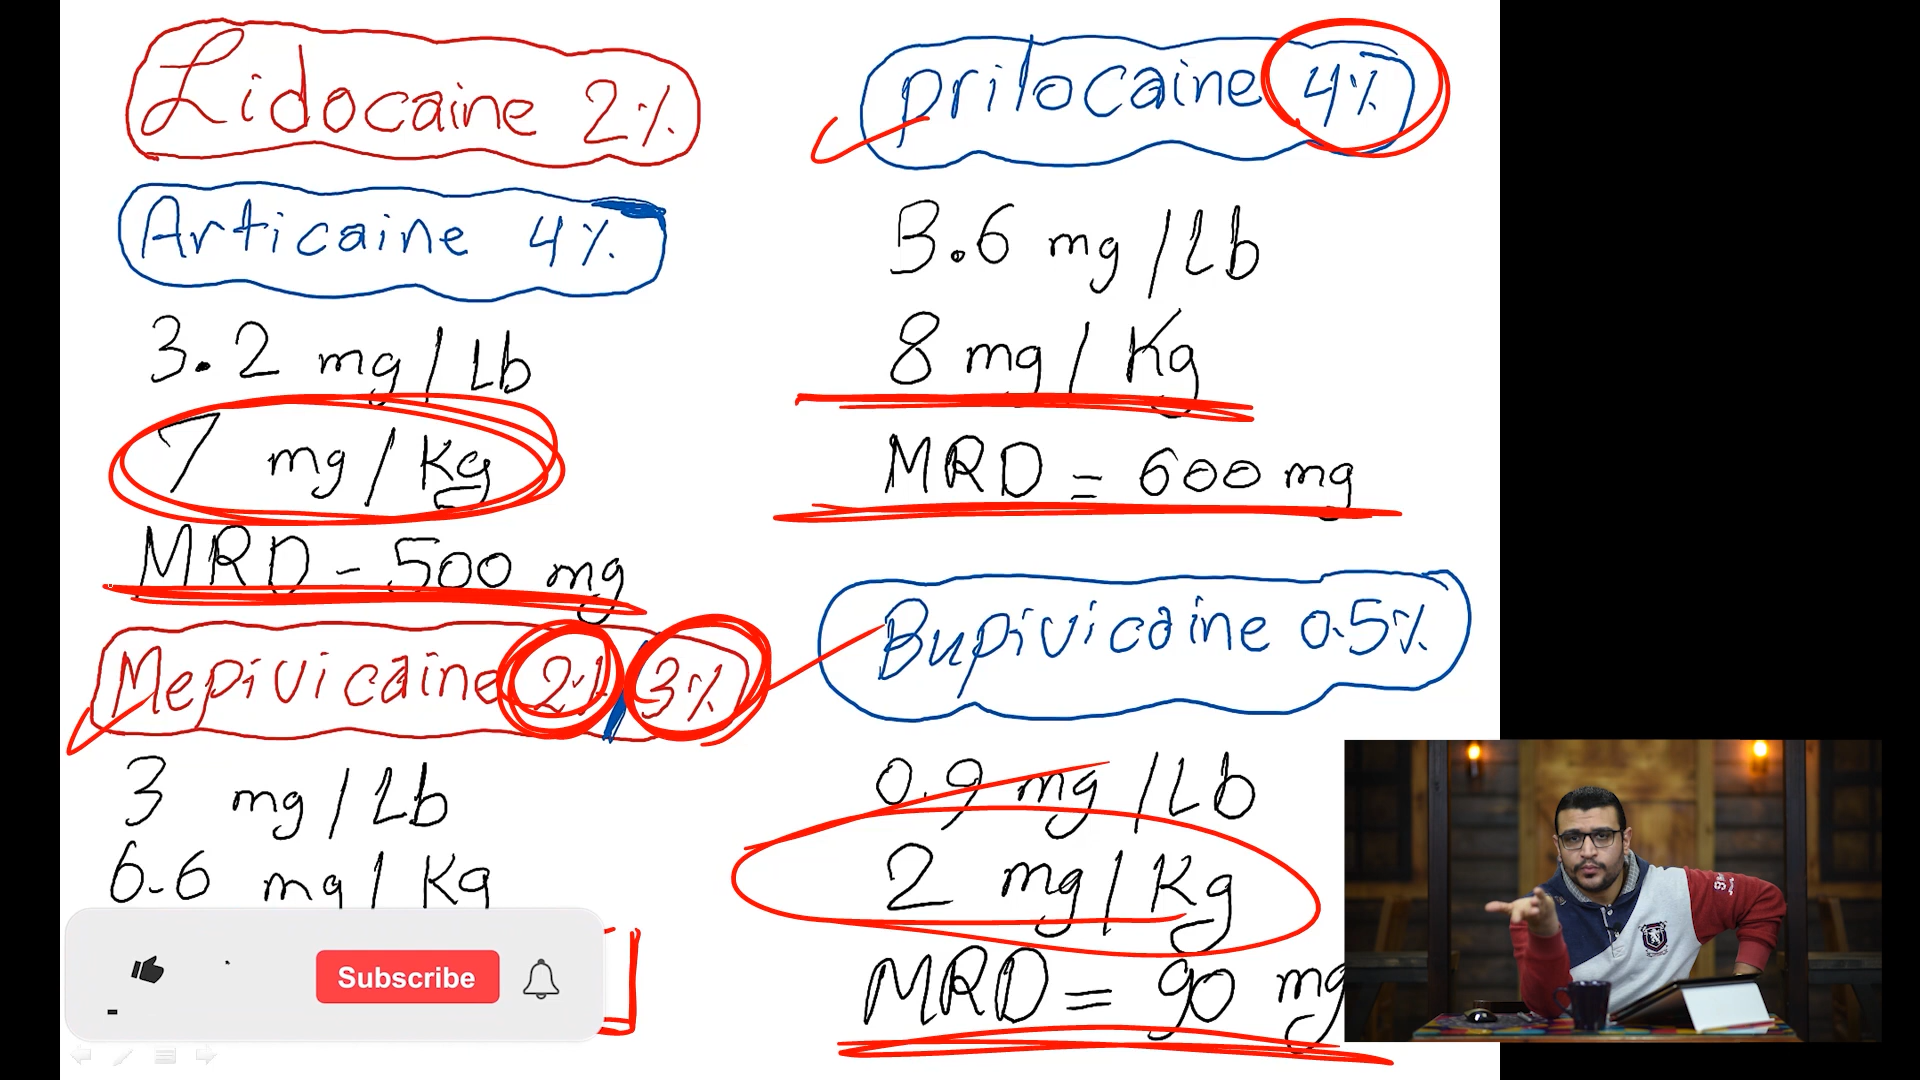 Lidocaine 2%
Articaine 4%
3.2 mg/Lb
7 mg/Kg
MRD = 500 mg
Mepivicaine 2% / 3%
3 mg/Lb
6.6 mg/Kg
Subscribe
prilocaine 4%
3.6 mg/Lb
8 mg/Kg
MRD = 600 mg
Bupivicaine 0.5%
0.9 mg/Lb
2 mg/Kg
MRD = 90 mg